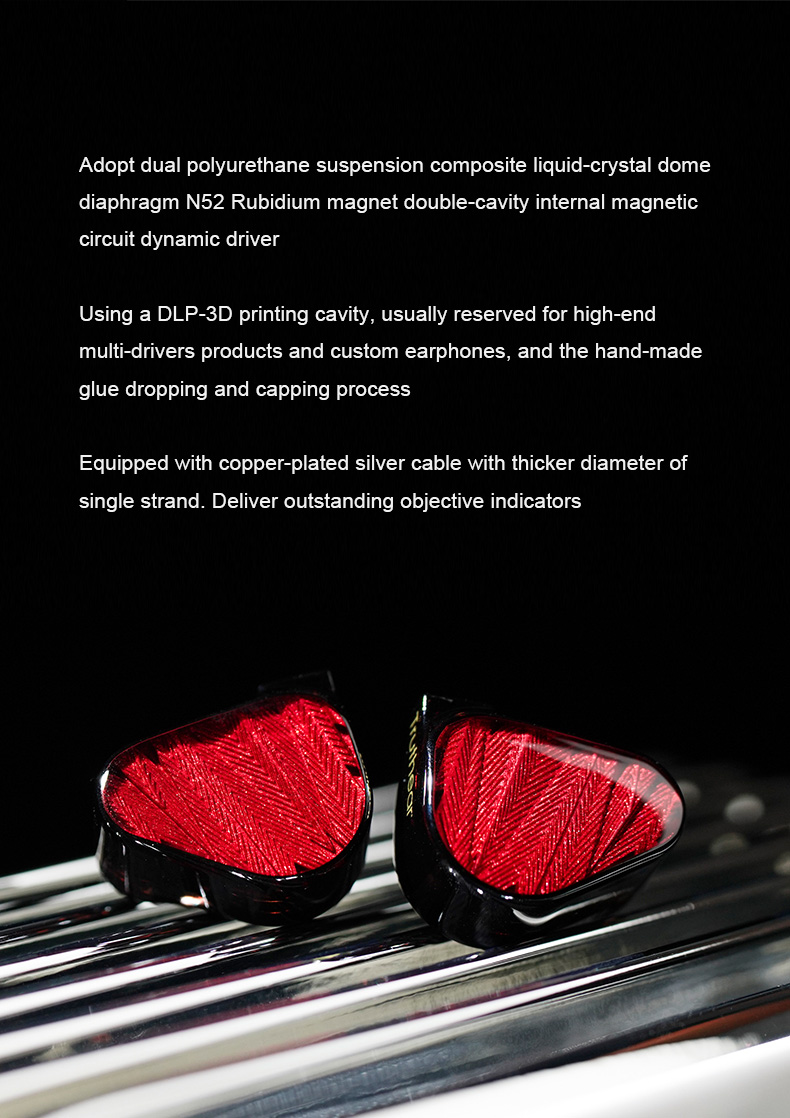 Adopt dual polyurethane suspension composite liquid-crystal dome
diaphragm N52 Rubidium magnet double-cavity internal magnetic
circuit dynamic driver
Using a DLP-3D printing cavity, usually reserved for high-end
multi-drivers products and custom earphones, and the hand-made
glue dropping and capping process
Equipped with copper-plated silver cable with thicker diameter of
single strand. Deliver outstanding objective indicators
Truthear